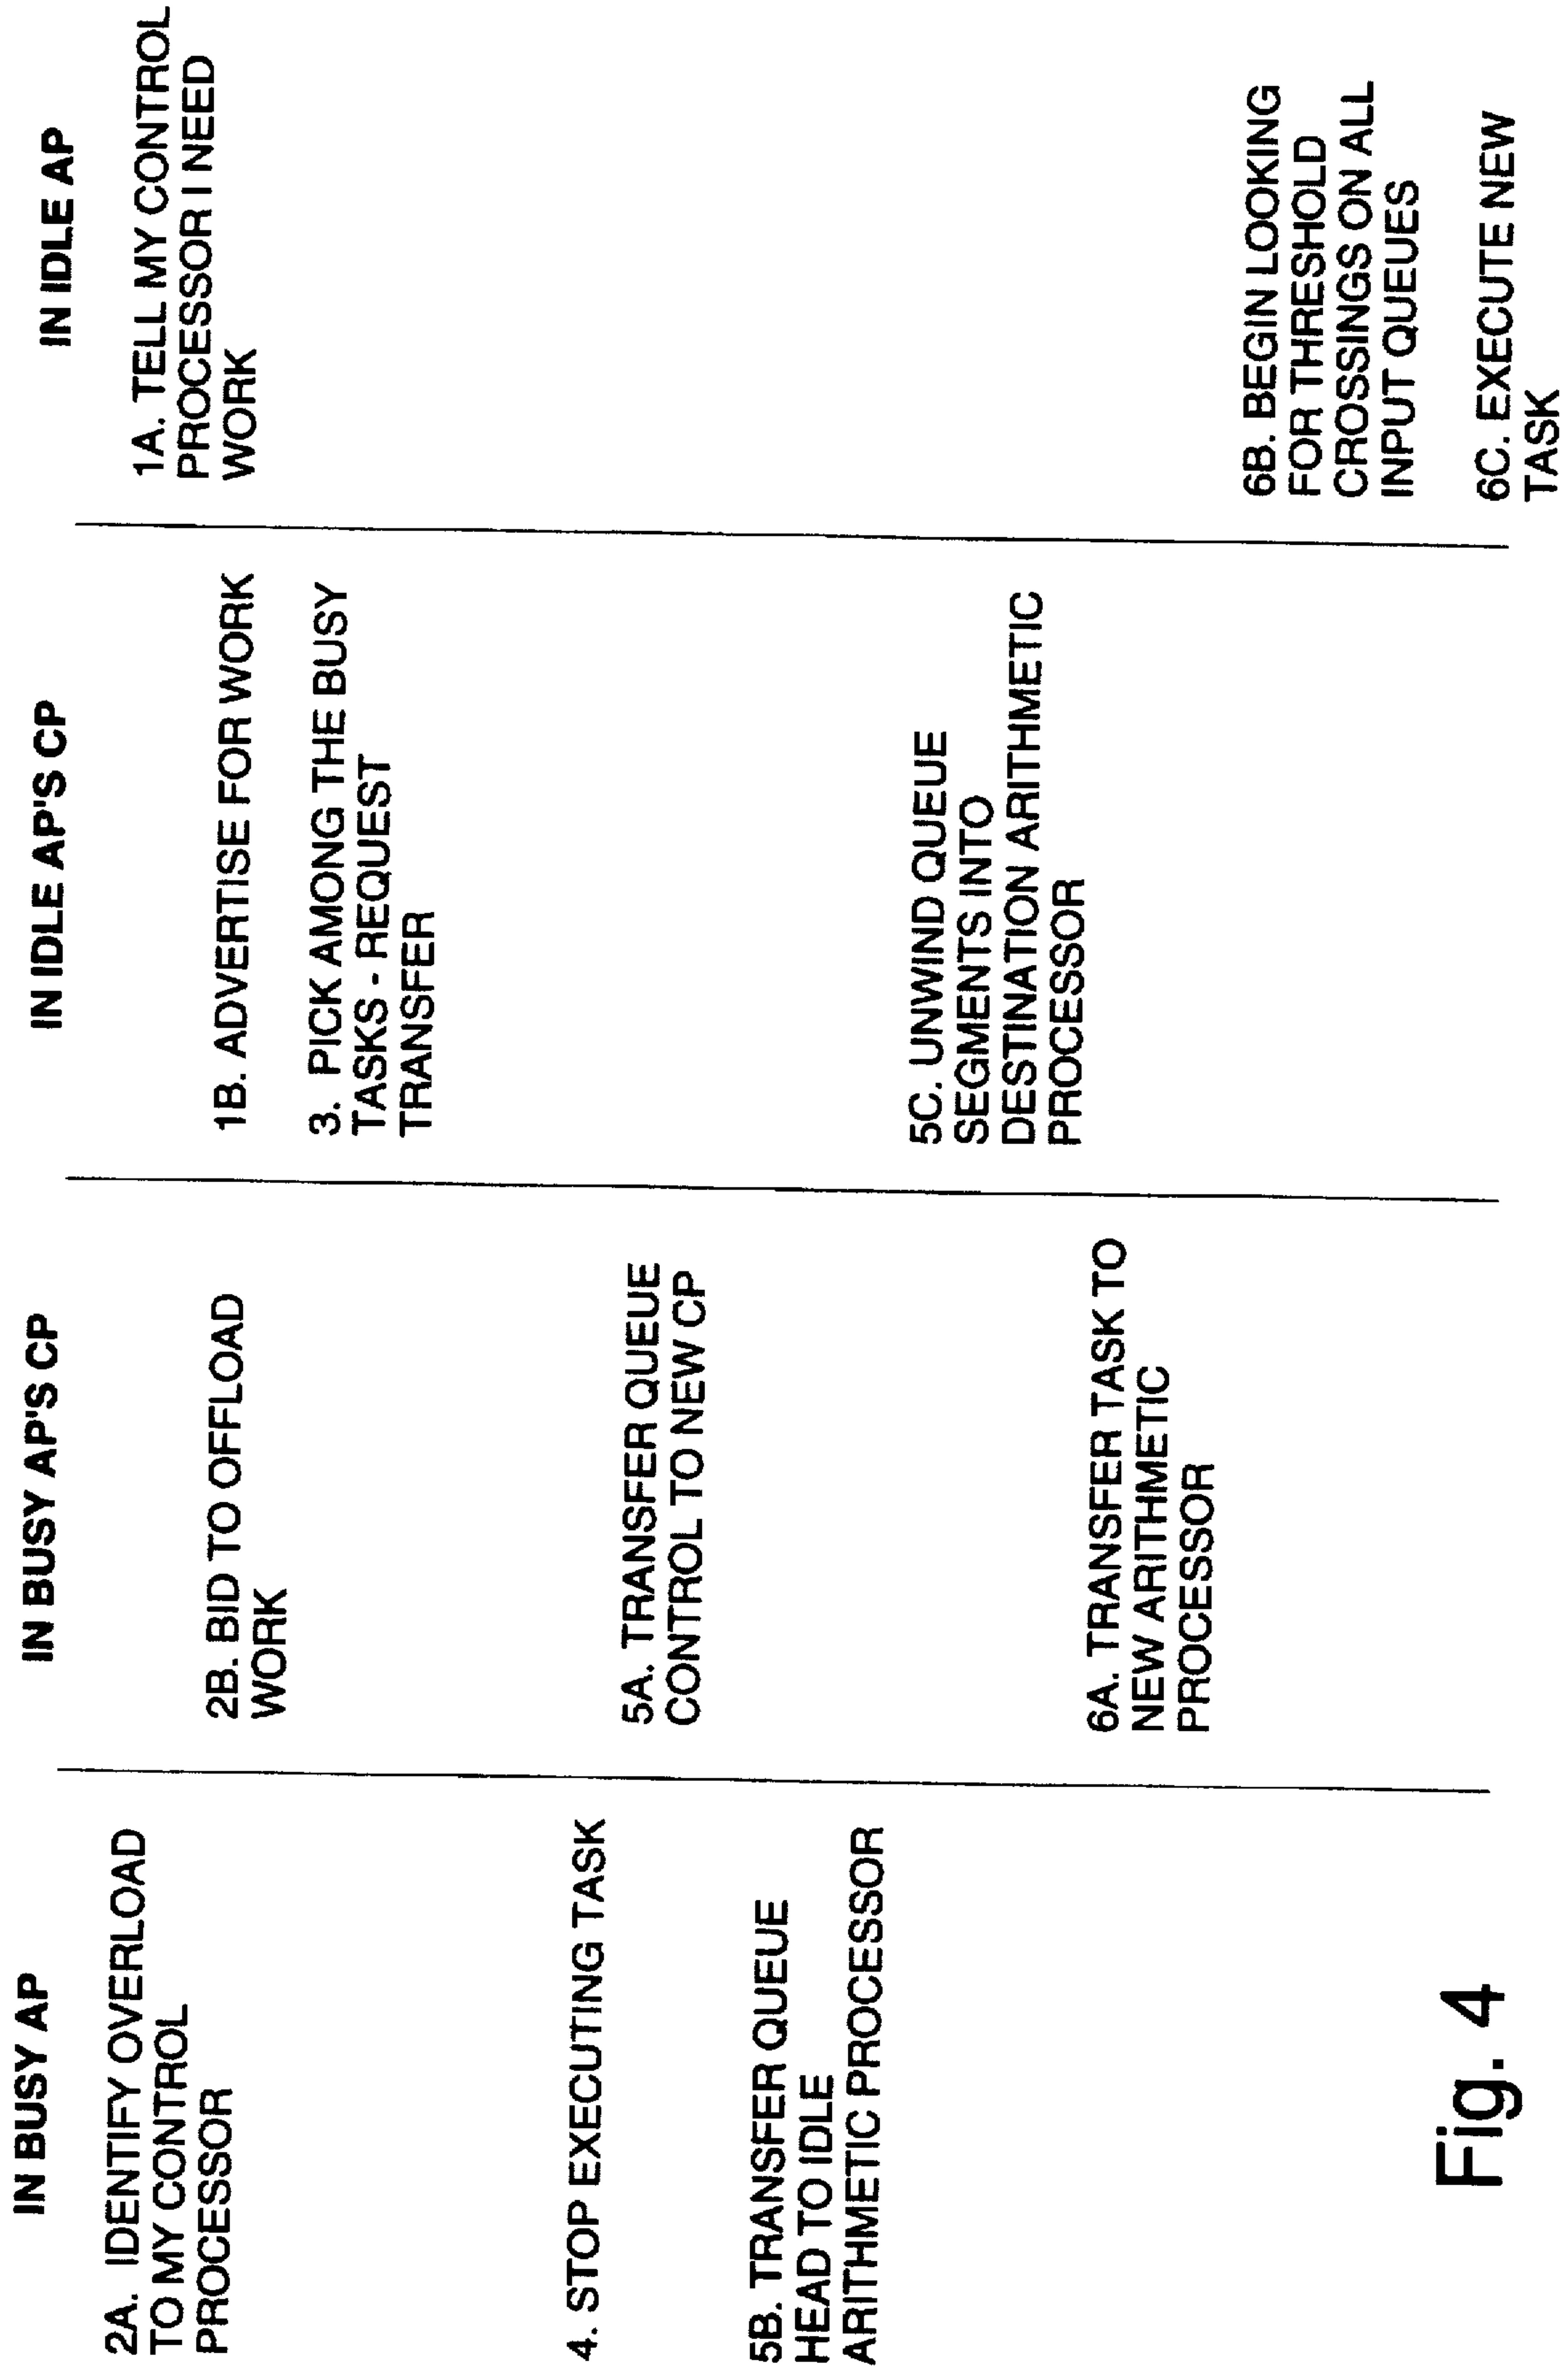 IN BUSY AP
2A. IDENTIFY OVERLOAD
TO MY CONTROL
PROCESSOR
4. STOP EXECUTING TASK
5B. TRANSFER QUEUE
HEAD TO IDLE
ARITHMETIC PROCESSOR
IN BUSY AP'S CP
2B. BID TO OFFLOAD
WORK
5A. TRANSFER QUEUE
CONTROL TO NEW CP
6A. TRANSFER TASK TO
NEW ARITHMETIC
PROCESSOR
IN IDLE AP'S CP
1B. ADVERTISE FOR WORK
3. PICK AMONG THE BUSY
TASKS - REQUEST
TRANSFER
5C. UNWIND QUEUE
SEGMENTS INTO
DESTINATION ARITHMETIC
PROCESSOR
IN IDLE AP
1A. TELL MY CONTROL
PROCESSOR I NEED
WORK
6B. BEGIN LOOKING
FOR THRESHOLD
CROSSINGS ON ALL
INPUT QUEUES
6C. EXECUTE NEW
TASK
Fig. 4